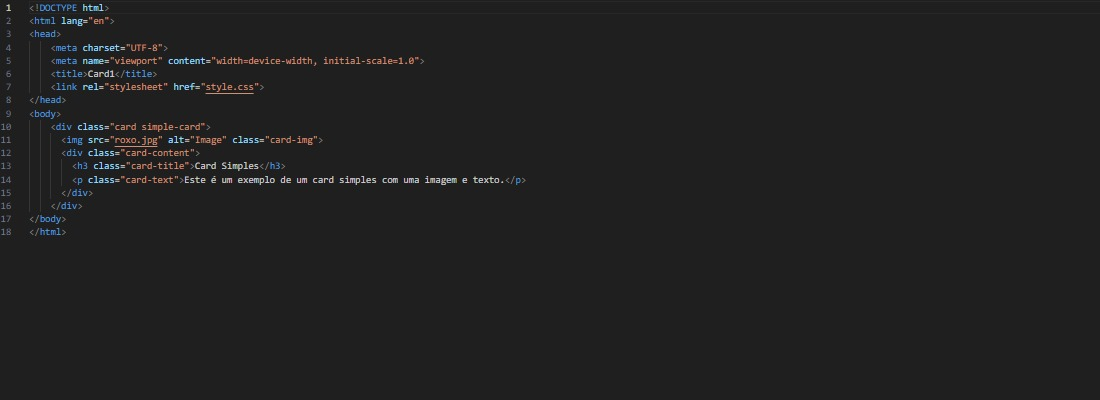 1 <!DOCTYPE html>
2 <html lang="en">
3 <head>
4 <meta charset="UTF-8">
5 <meta name="viewport" content="width=device-width, initial-scale=1.0">
6 <title>Card1</title>
7 <link rel="stylesheet" href="style.css">
8 </head>
9 <body>
10 <div class="card simple-card">
11 <img src="roxo.jpg" alt="Image" class="card-img">
12 <div class="card-content">
13 <h3 class="card-title">Card Simples</h3>
14 <p class="card-text">Este é um exemplo de um card simples com uma imagem e texto.</p>
15 </div>
16 </div>
17 </body>
18 </html>